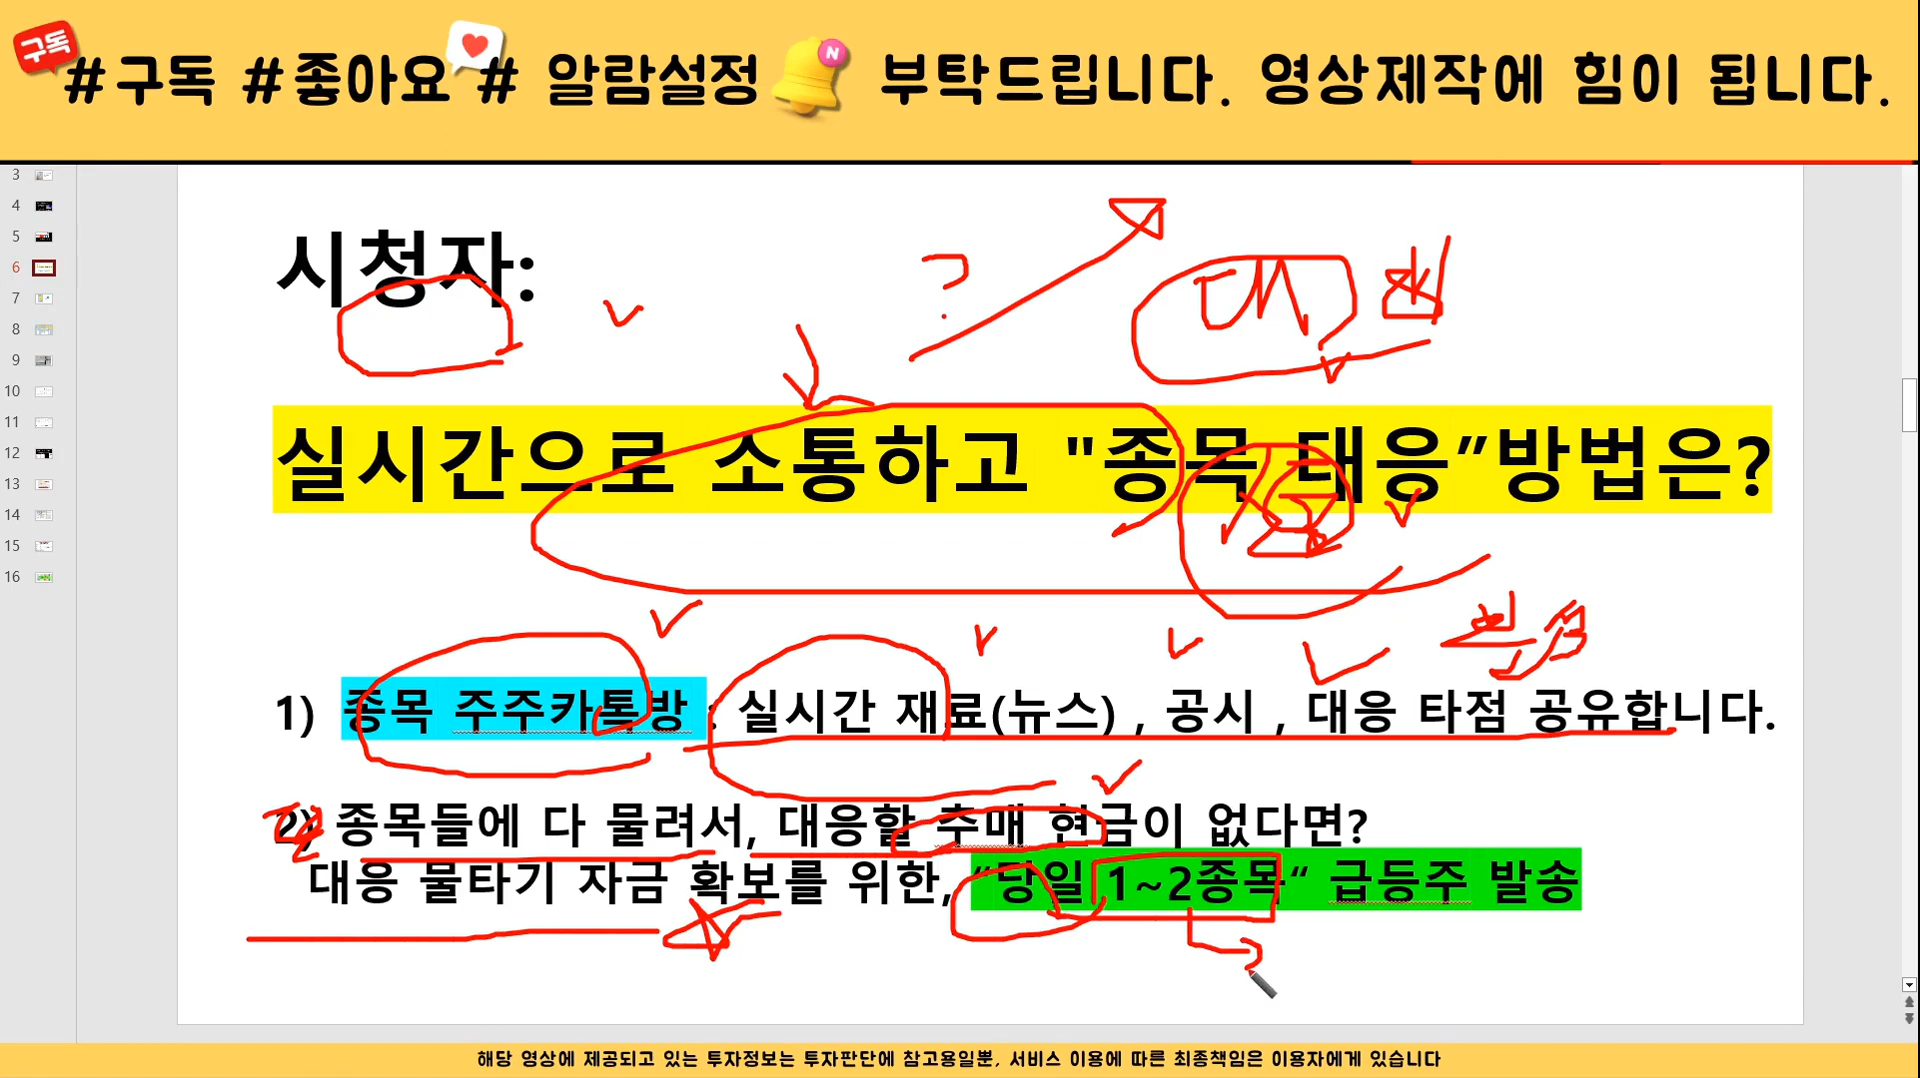 구독
#구독 #좋아요 # 알람설정 N 부탁드립니다. 영상제작에 힘이 됩니다.
3
4
5
6
7
8
9
10
11
12
13
14
15
16
시청자:
?
실시간으로 소통하고 "종목 대응”방법은?
1) 종목 주주카톡방 : 실시간 재료(뉴스) , 공시 , 대응 타점 공유합니다.
2) 종목들에 다 물려서, 대응할 추매 현금이 없다면?
대응 물타기 자금 확보를 위한, “당일 1~2종목“ 급등주 발송
해당 영상에 제공되고 있는 투자정보는 투자판단에 참고용일뿐, 서비스 이용에 따른 최종책임은 이용자에게 있습니다